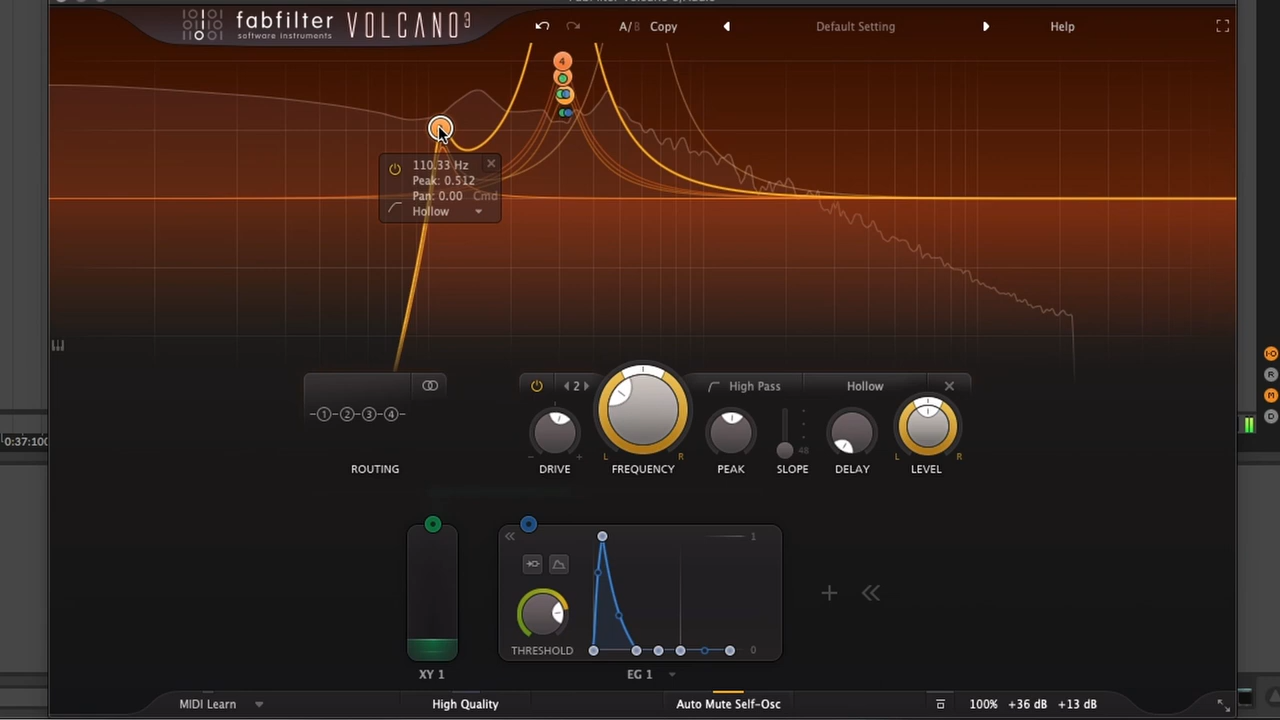 fabfilter
software instruments
VOLCANO 3
A/B Copy
Default Setting
Help
4
110.33 Hz
Peak: 0.512
Pan: 0.00 Cmd
Hollow
2
High Pass
Hollow
1 2 3 4
48
L R
L R
ROUTING
DRIVE
FREQUENCY
PEAK
SLOPE
DELAY
LEVEL
I-O
R
M
D
0:37:100
1
THRESHOLD
0
XY 1
EG 1
MIDI Learn
High Quality
Auto Mute Self-Osc
100% +36 dB +13 dB